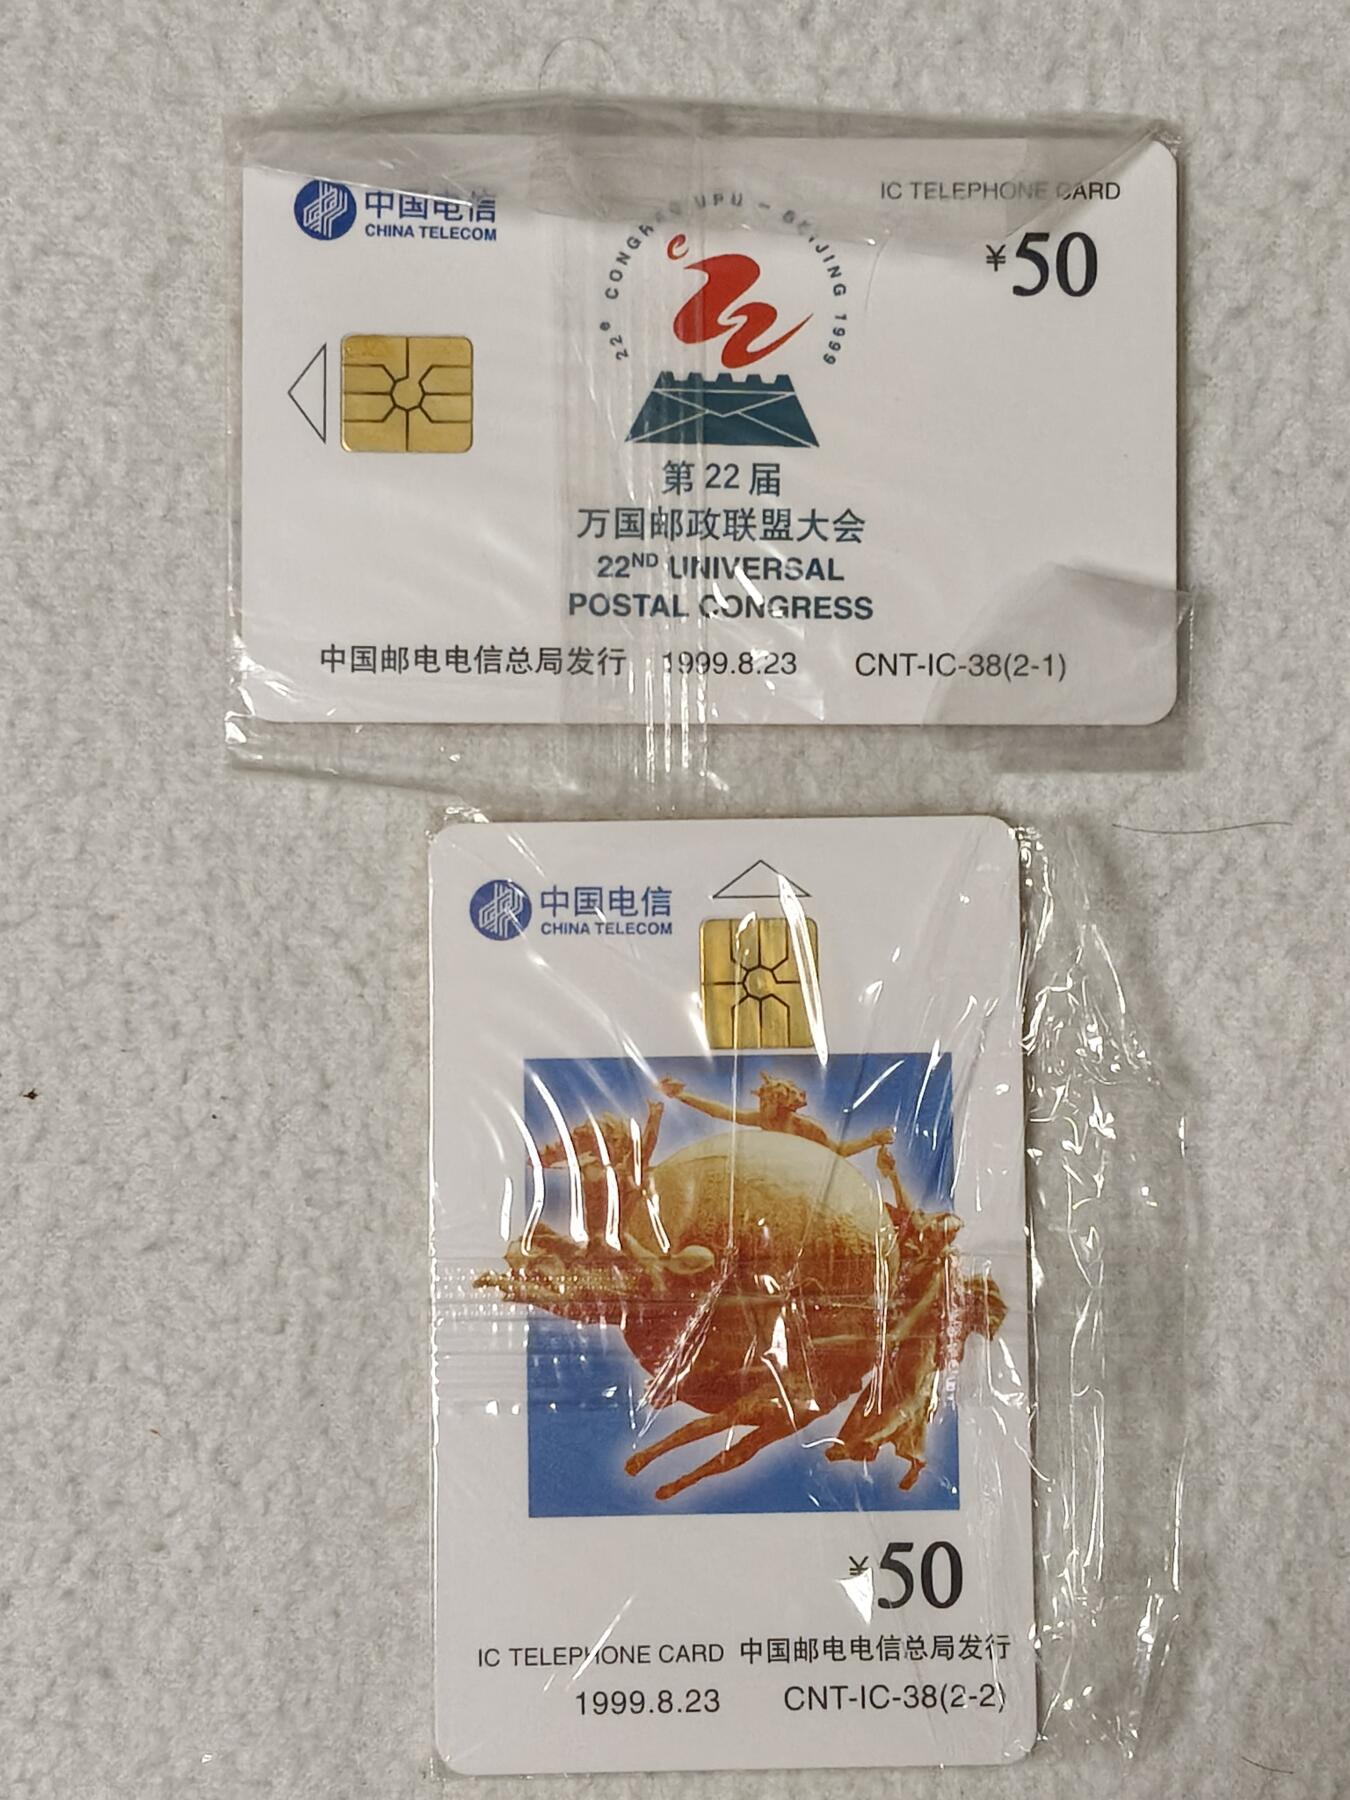 中国电信
CHINA TELECOM
IC TELEPHONE CARD
¥50
22e CONGRÈS UPU – BEIJING 1999
第22届
万国邮政联盟大会
22ND UNIVERSAL
POSTAL CONGRESS
中国邮电电信总局发行 1999.8.23 CNT-IC-38(2-1)
中国电信
CHINA TELECOM
¥50
IC TELEPHONE CARD 中国邮电电信总局发行
1999.8.23 CNT-IC-38(2-2)